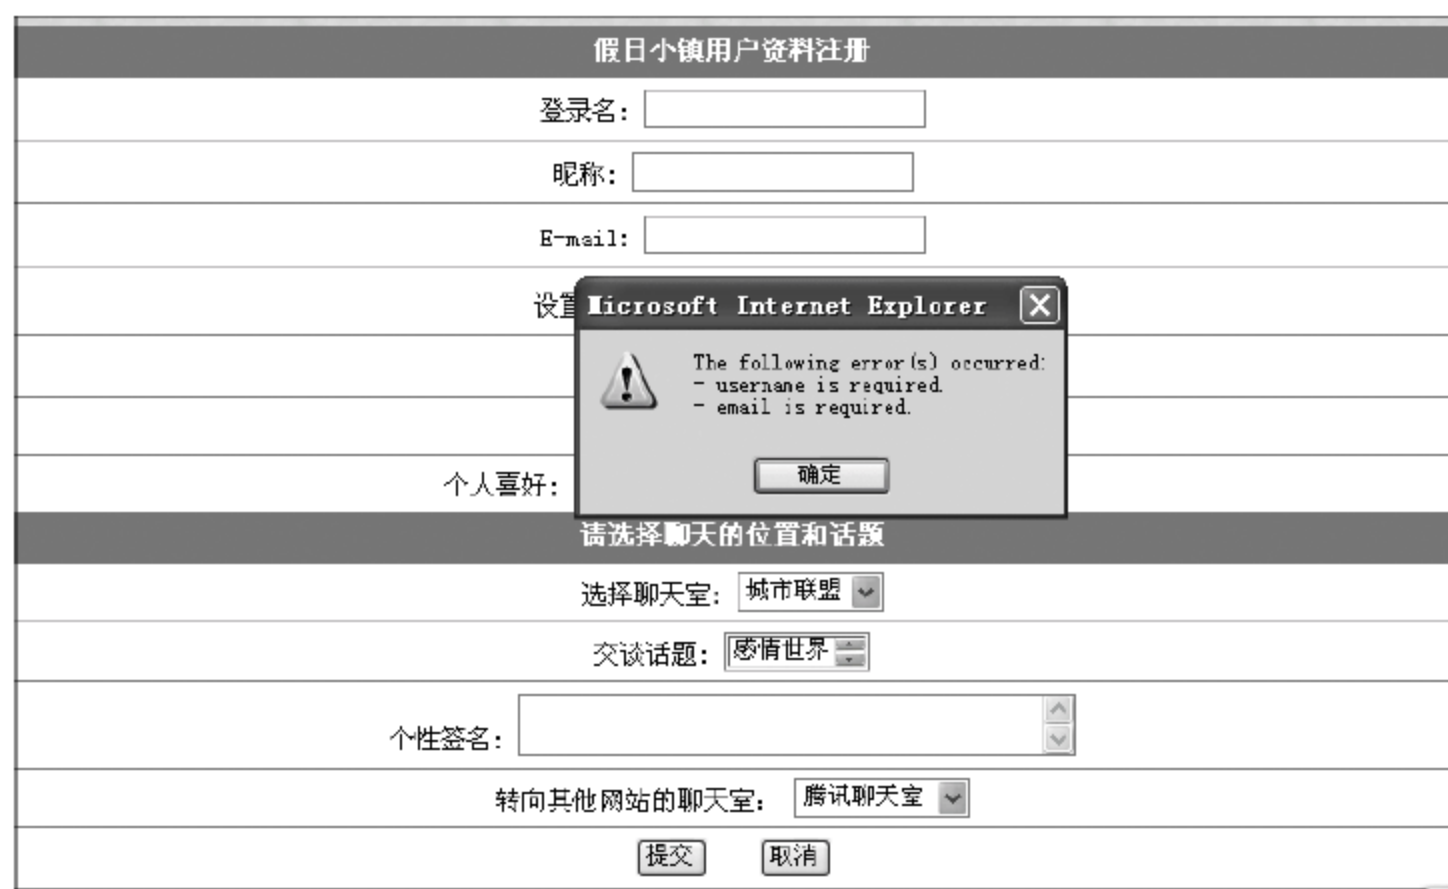 假日小镇用户资料注册
登录名：
昵称：
E-mail:
设置
Microsoft Internet Explorer
The following error(s) occurred:
- username is required.
- email is required.
确定
个人喜好：
请选择聊天的位置和话题
选择聊天室： 城市联盟
交谈话题： 感情世界
个性签名：
转向其他网站的聊天室： 腾讯聊天室
提交 取消